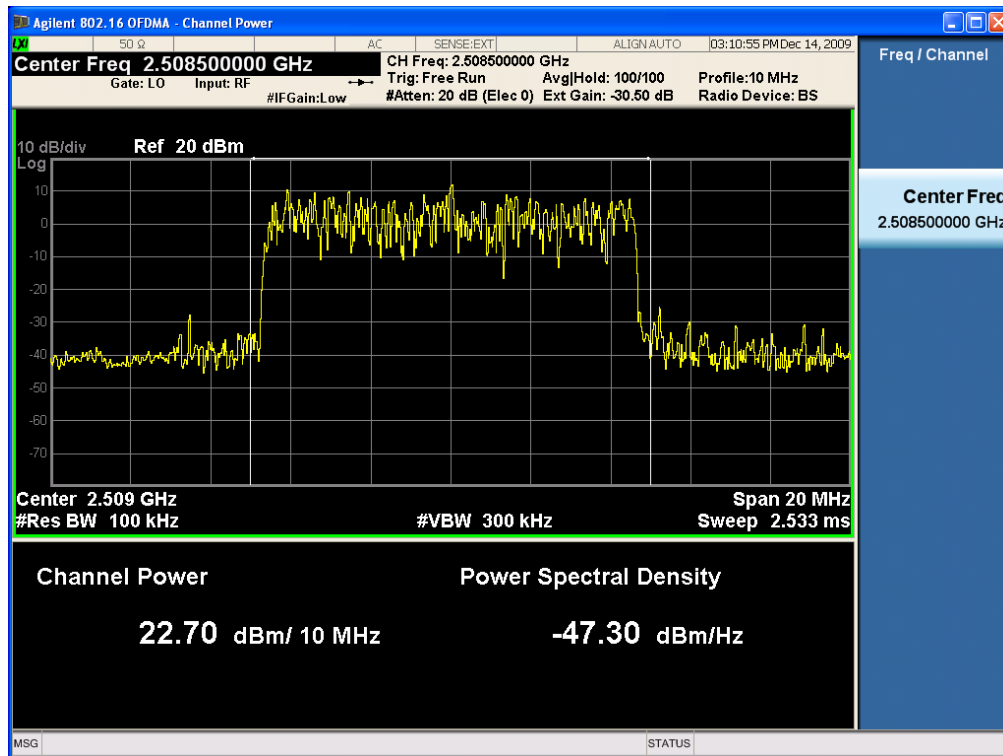 Agilent 802.16 OFDMA - Channel Power
LXI 50 Ω AC SENSE:EXT ALIGN AUTO 03:10:55 PM Dec 14, 2009
Center Freq 2.508500000 GHz
Gate: LO Input: RF
#IFGain:Low
CH Freq: 2.508500000 GHz
Trig: Free Run Avg|Hold: 100/100 Profile:10 MHz
#Atten: 20 dB (Elec 0) Ext Gain: -30.50 dB Radio Device: BS
Freq / Channel
Center Freq
2.508500000 GHz
10 dB/div Ref 20 dBm
Log
10
0
-10
-20
-30
-40
-50
-60
-70
Center 2.509 GHz Span 20 MHz
#Res BW 100 kHz #VBW 300 kHz Sweep 2.533 ms
Channel Power Power Spectral Density
22.70 dBm/ 10 MHz -47.30 dBm/Hz
MSG STATUS